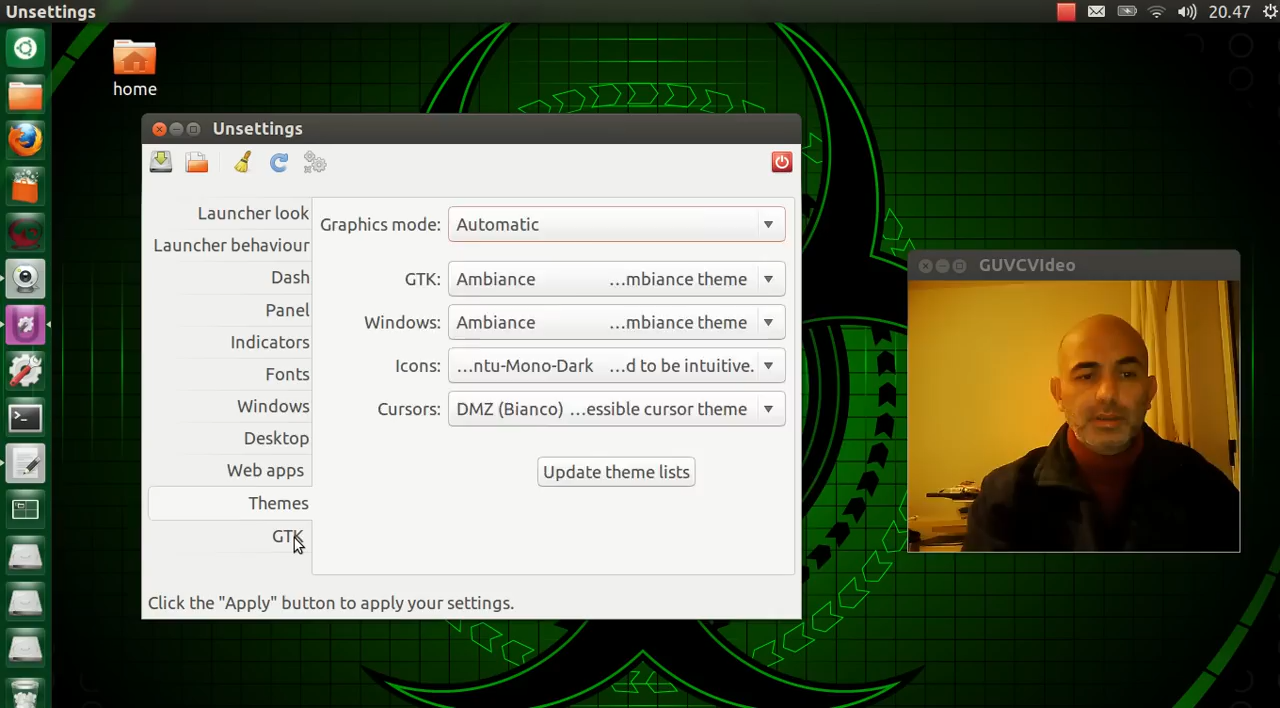 Unsettings
20.47
home
Unsettings
Launcher look
Launcher behaviour
Dash
Panel
Indicators
Fonts
Windows
Desktop
Web apps
Themes
GTK
Graphics mode: Automatic
GTK: Ambiance ...mbiance theme
Windows: Ambiance ...mbiance theme
Icons: ...ntu-Mono-Dark ...d to be intuitive.
Cursors: DMZ (Bianco) ...essible cursor theme
Update theme lists
Click the "Apply" button to apply your settings.
GUVCVIdeo